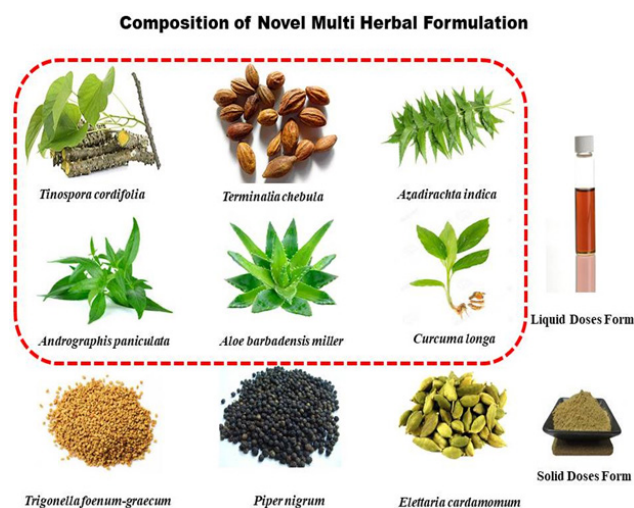 Composition of Novel Multi Herbal Formulation
Tinospora cordifolia
Terminalia chebula
Azadirachta indica
Andrographis paniculata
Aloe barbadensis miller
Curcuma longa
Liquid Doses Form
Trigonella foenum-graecum
Piper nigrum
Elettaria cardamomum
Solid Doses Form